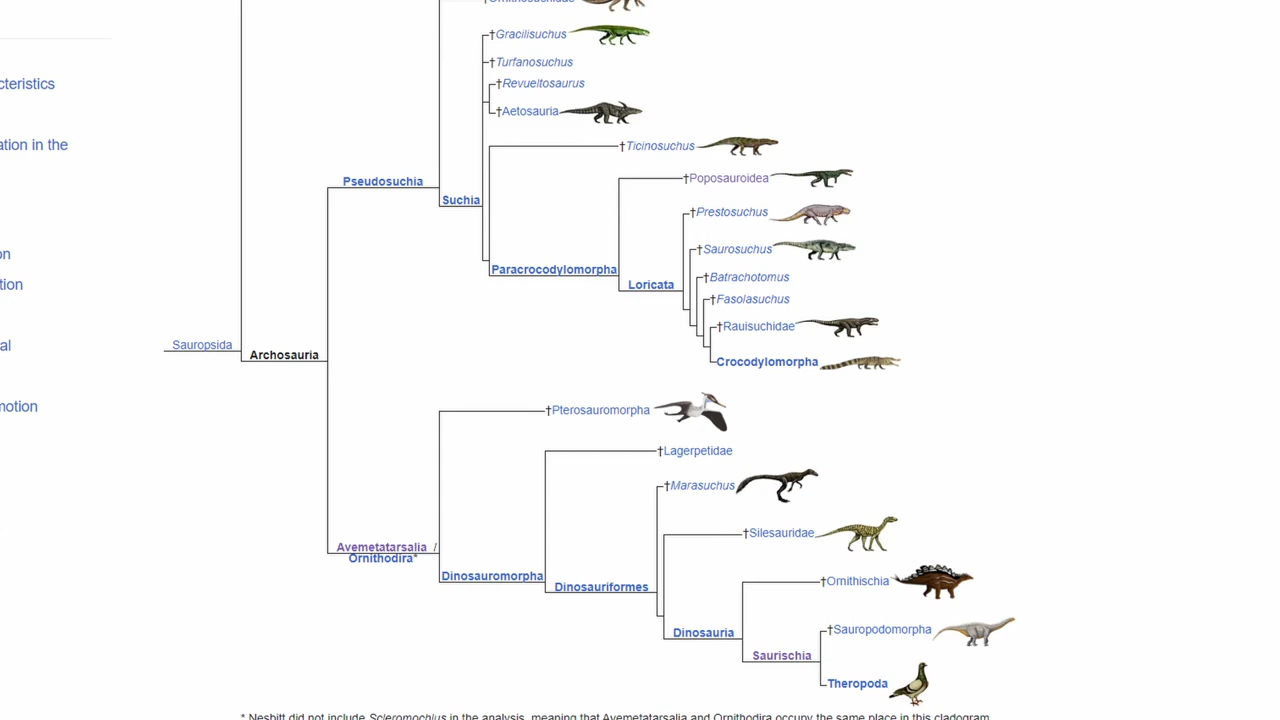 †Ornithosuchidae
†Gracilisuchus
†Turfanosuchus
cteristics
†Revueltosaurus
†Aetosauria
ation in the
†Ticinosuchus
†Poposauroidea
Pseudosuchia
Suchia
†Prestosuchus
†Saurosuchus
on
Paracrocodylomorpha
†Batrachotomus
tion
Loricata
†Fasolasuchus
†Rauisuchidae
al
Sauropsida
Archosauria
Crocodylomorpha
motion
†Pterosauromorpha
†Lagerpetidae
†Marasuchus
†Silesauridae
Avemetatarsalia /
Ornithodira*
Dinosauromorpha
†Ornithischia
Dinosauriformes
†Sauropodomorpha
Dinosauria
Saurischia
Theropoda
* Nesbitt did not include Scleromochlus in the analysis, meaning that Avemetatarsalia and Ornithodira occupy the same place in this cladogram